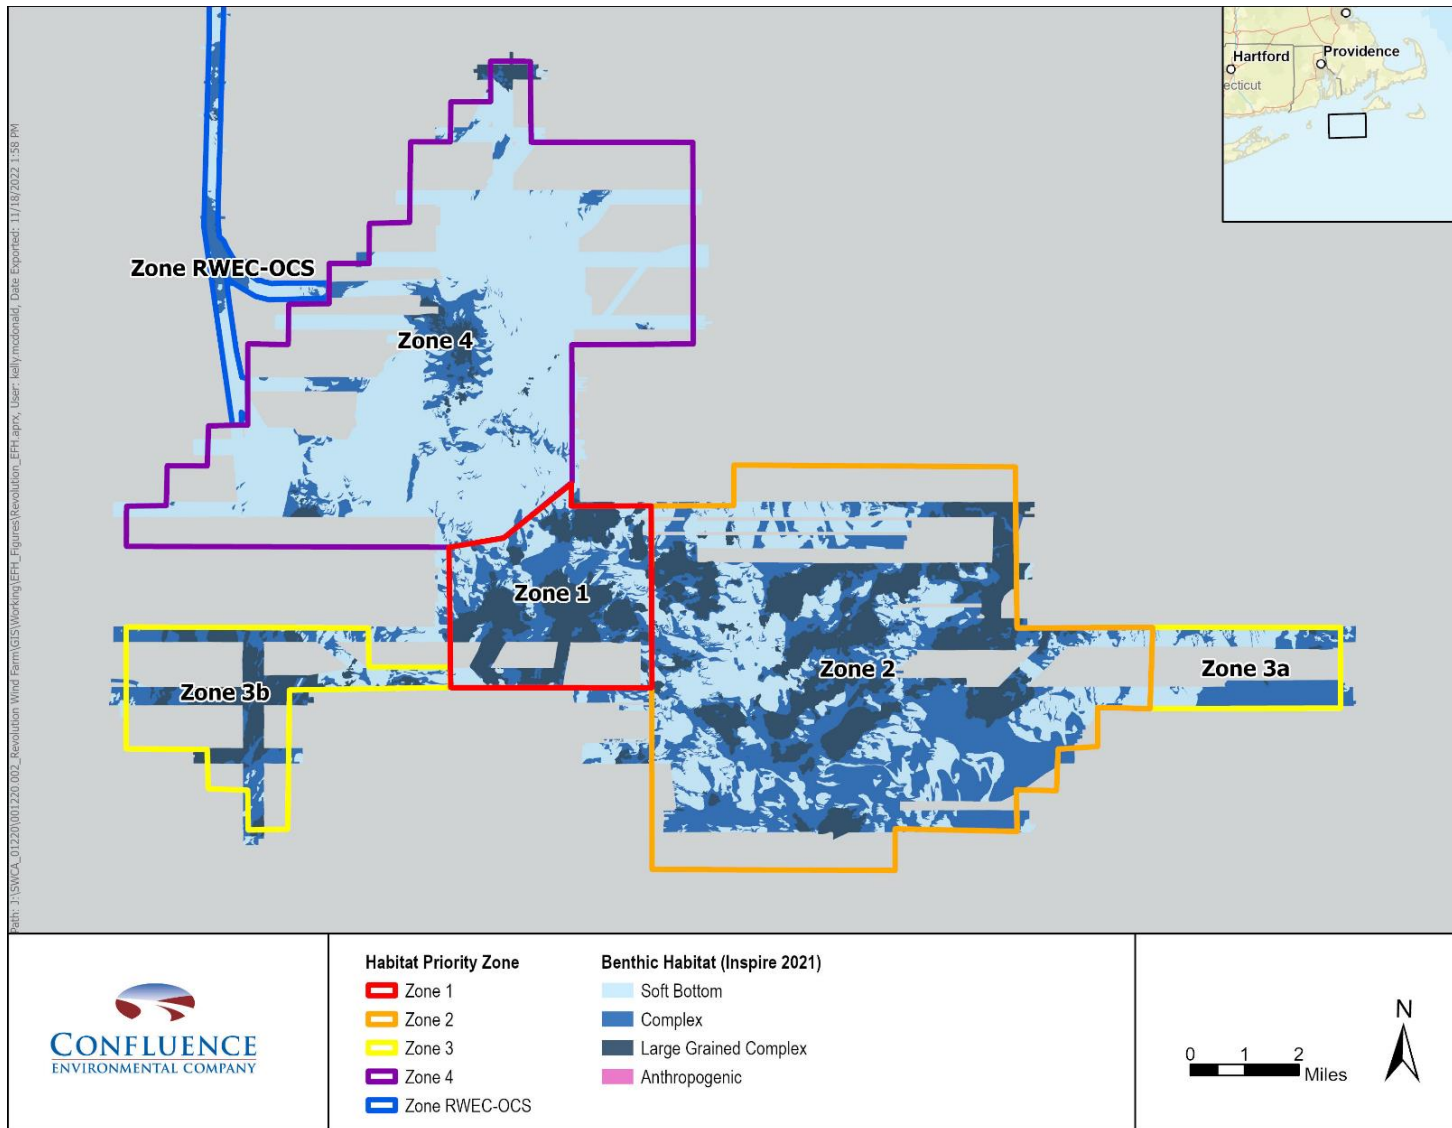 Hartford
Providence
ecticut
Zone RWEC-OCS
Zone 4
Zone 1
Zone 2
Zone 3a
Zone 3b
Path: J:\SWCA_01220\001220.002_Revolution Wind Farm\GIS\Working\EFH_Figures\Revolution_EFH.aprx, User: kelly.mcdonald, Date Exported: 11/18/2022 1:58 PM
CONFLUENCE
ENVIRONMENTAL COMPANY
Habitat Priority Zone
Zone 1
Zone 2
Zone 3
Zone 4
Zone RWEC-OCS
Benthic Habitat (Inspire 2021)
Soft Bottom
Complex
Large Grained Complex
Anthropogenic
0 1 2
Miles
N